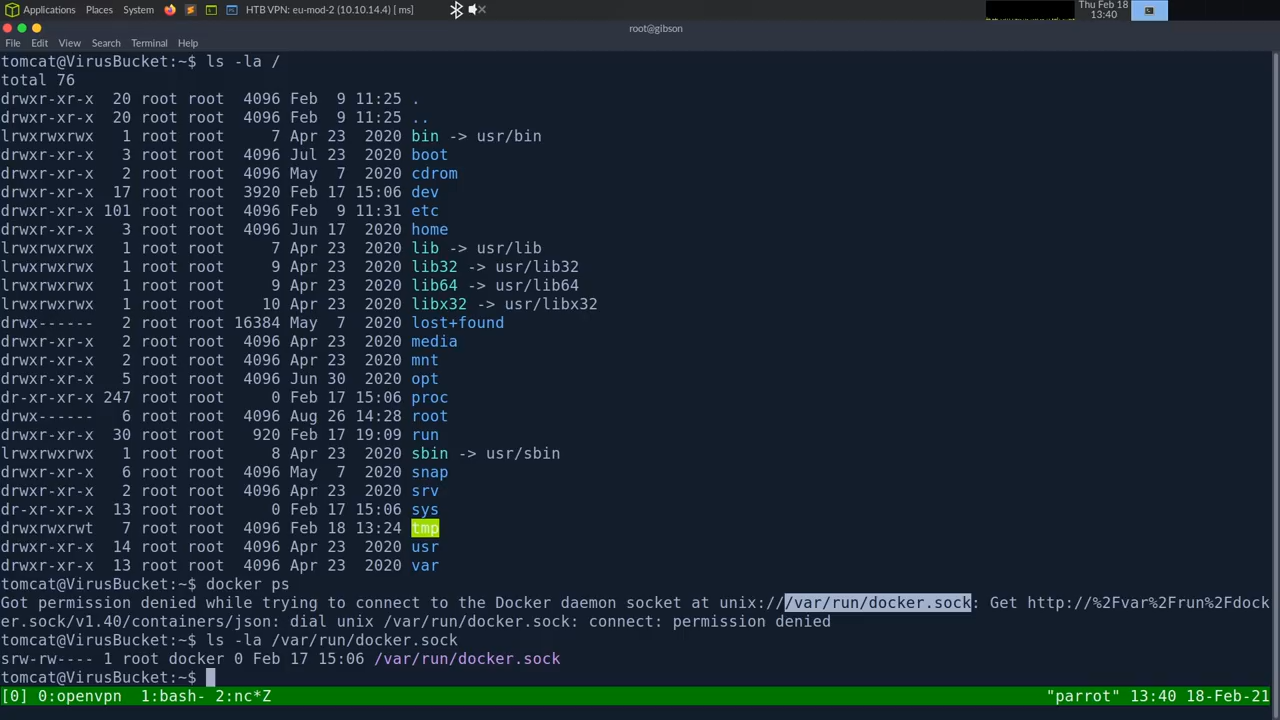 Applications Places System HTB VPN: eu-mod-2 (10.10.14.4) [ ms] Thu Feb 18
13:40
root@gibson
File Edit View Search Terminal Help
tomcat@VirusBucket:~$ ls -la /
total 76
drwxr-xr-x  20 root root  4096 Feb  9 11:25 .
drwxr-xr-x  20 root root  4096 Feb  9 11:25 ..
lrwxrwxrwx   1 root root     7 Apr 23  2020 bin -> usr/bin
drwxr-xr-x   3 root root  4096 Jul 23  2020 boot
drwxr-xr-x   2 root root  4096 May  7  2020 cdrom
drwxr-xr-x  17 root root  3920 Feb 17 15:06 dev
drwxr-xr-x 101 root root  4096 Feb  9 11:31 etc
drwxr-xr-x   3 root root  4096 Jun 17  2020 home
lrwxrwxrwx   1 root root     7 Apr 23  2020 lib -> usr/lib
lrwxrwxrwx   1 root root     9 Apr 23  2020 lib32 -> usr/lib32
lrwxrwxrwx   1 root root     9 Apr 23  2020 lib64 -> usr/lib64
lrwxrwxrwx   1 root root    10 Apr 23  2020 libx32 -> usr/libx32
drwx------   2 root root 16384 May  7  2020 lost+found
drwxr-xr-x   2 root root  4096 Apr 23  2020 media
drwxr-xr-x   2 root root  4096 Apr 23  2020 mnt
drwxr-xr-x   5 root root  4096 Jun 30  2020 opt
dr-xr-xr-x 247 root root     0 Feb 17 15:06 proc
drwx------   6 root root  4096 Aug 26 14:28 root
drwxr-xr-x  30 root root   920 Feb 17 19:09 run
lrwxrwxrwx   1 root root     8 Apr 23  2020 sbin -> usr/sbin
drwxr-xr-x   6 root root  4096 May  7  2020 snap
drwxr-xr-x   2 root root  4096 Apr 23  2020 srv
dr-xr-xr-x  13 root root     0 Feb 17 15:06 sys
drwxrwxrwt   7 root root  4096 Feb 18 13:24 tmp
drwxr-xr-x  14 root root  4096 Apr 23  2020 usr
drwxr-xr-x  13 root root  4096 Apr 23  2020 var
tomcat@VirusBucket:~$ docker ps
Got permission denied while trying to connect to the Docker daemon socket at unix:///var/run/docker.sock: Get http://%2Fvar%2Frun%2Fdock
er.sock/v1.40/containers/json: dial unix /var/run/docker.sock: connect: permission denied
tomcat@VirusBucket:~$ ls -la /var/run/docker.sock
srw-rw---- 1 root docker 0 Feb 17 15:06 /var/run/docker.sock
tomcat@VirusBucket:~$
[0] 0:openvpn  1:bash- 2:nc*Z "parrot" 13:40 18-Feb-21